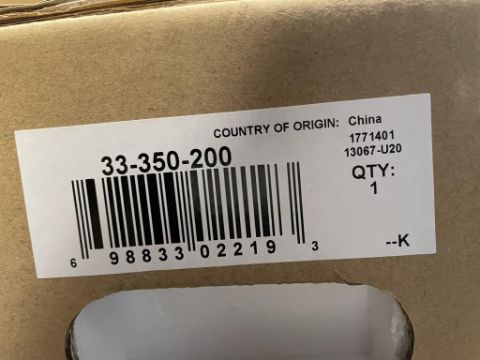 COUNTRY OF ORIGIN: China
1771401
13067-U20
33-350-200
QTY:
1
6 98833 02219 3
--K